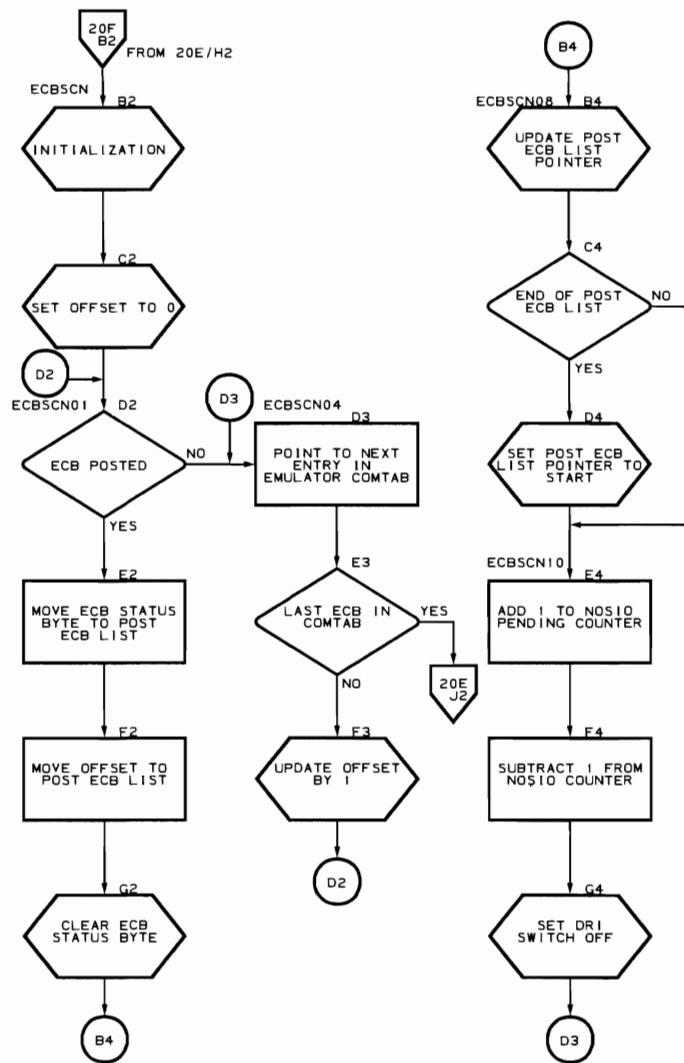 20F
B2
FROM 20E/H2
ECBSCN
B2
INITIALIZATION
C2
SET OFFSET TO 0
D2
ECBSCN01
D2
ECB POSTED
NO
YES
E2
MOVE ECB STATUS
BYTE TO POST
ECB LIST
F2
MOVE OFFSET TO
POST ECB LIST
G2
CLEAR ECB
STATUS BYTE
B4
D3
ECBSCN04
D3
POINT TO NEXT
ENTRY IN
EMULATOR COMTAB
E3
LAST ECB IN
COMTAB
YES
20E
J2
NO
F3
UPDATE OFFSET
BY 1
D2
B4
ECBSCN08
B4
UPDATE POST
ECB LIST
POINTER
C4
END OF POST
ECB LIST
NO
YES
D4
SET POST ECB
LIST POINTER TO
START
ECBSCN10
E4
ADD 1 TO NOSIO
PENDING COUNTER
F4
SUBTRACT 1 FROM
NOSIO COUNTER
G4
SET DRI
SWITCH OFF
D3